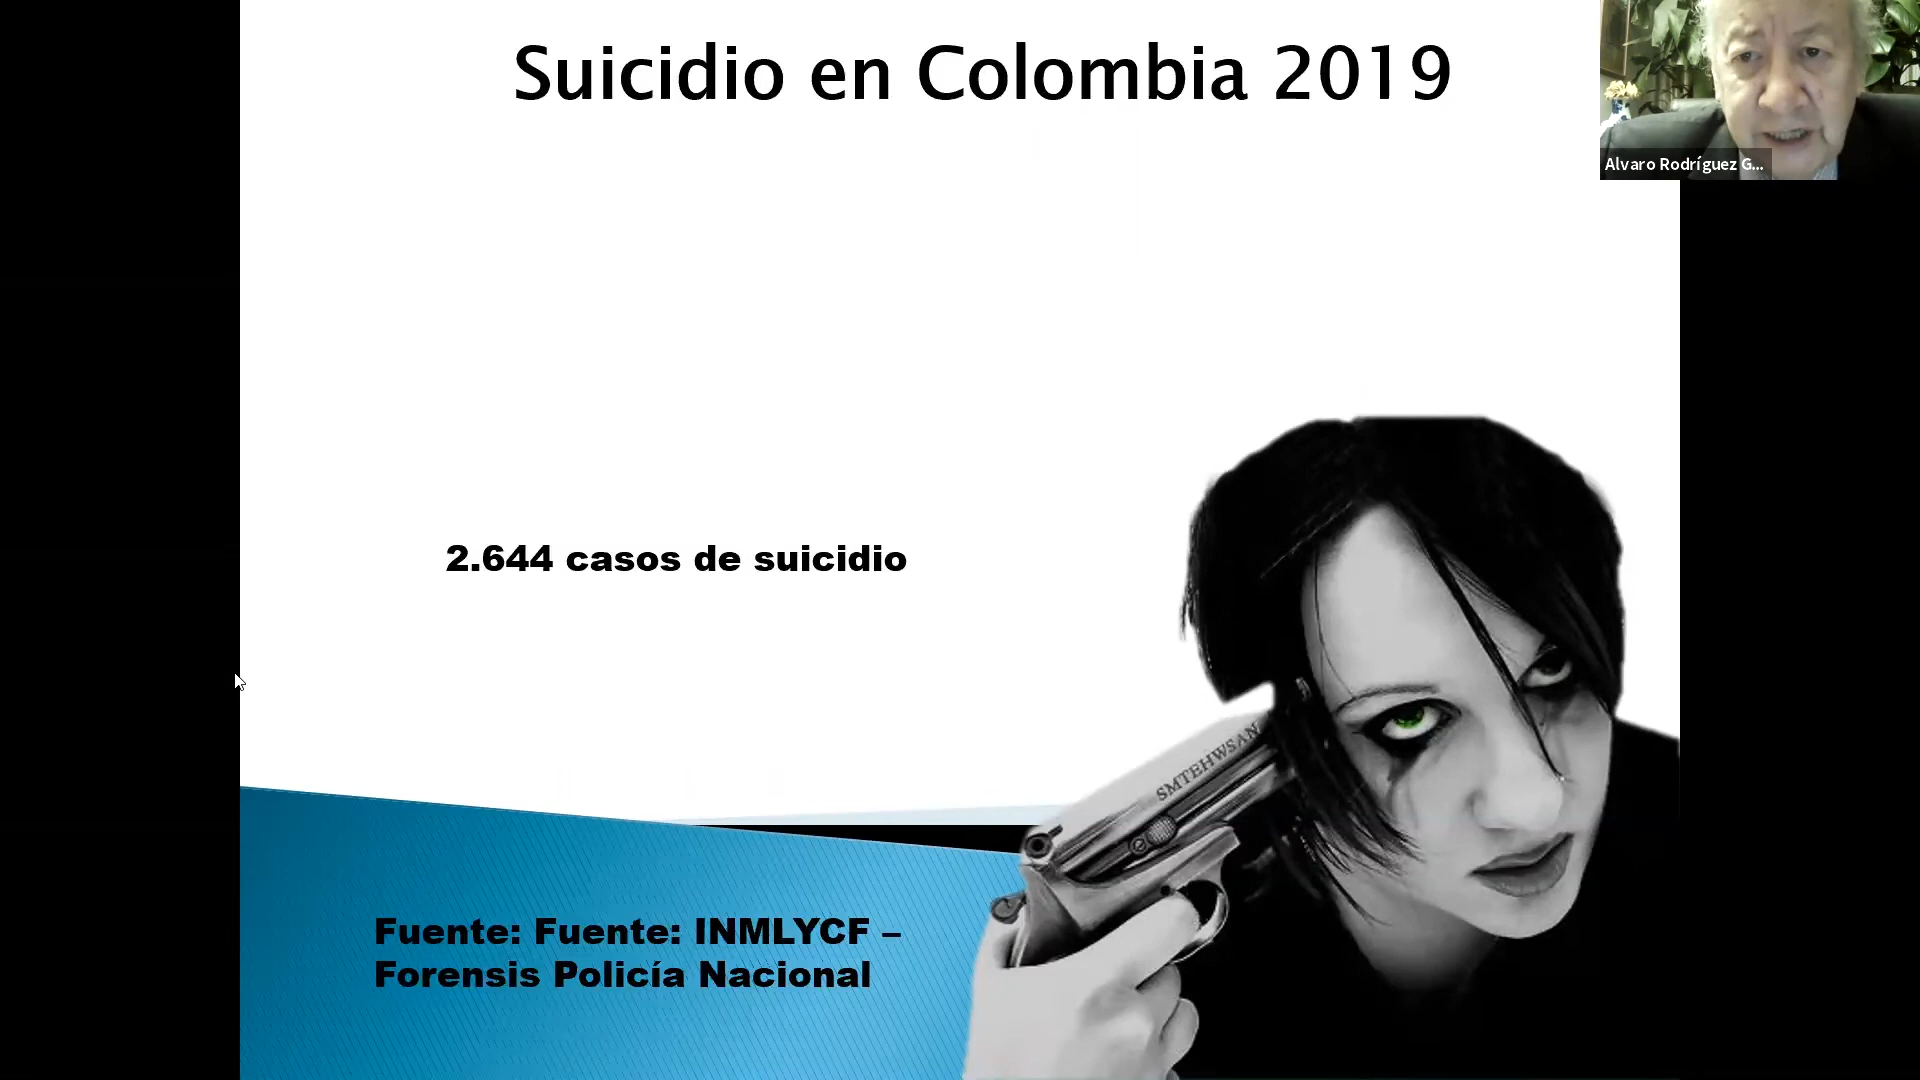 Suicidio en Colombia 2019
Alvaro Rodríguez G...
2.644 casos de suicidio
SMTEHWSAN
Fuente: Fuente: INMLYCF –
Forensis Policía Nacional